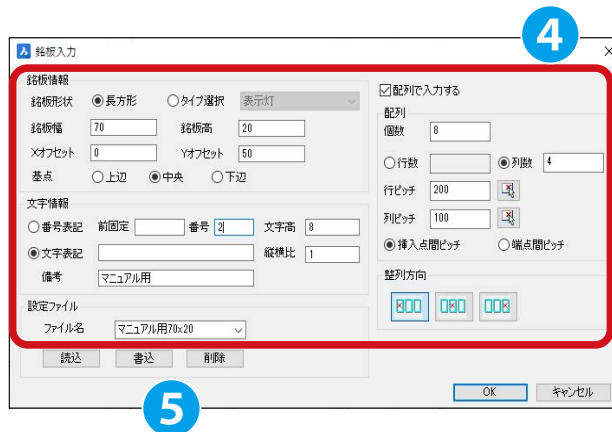 4
銘板入力
銘板情報
銘板形状 長方形 タイプ選択 表示灯
銘板幅 70 銘板高 20
Xオフセット 0 Yオフセット 50
基点 上辺 中央 下辺
文字情報
番号表記 前固定 番号 2 文字高 8
文字表記 縦横比 1
備考 マニュアル用
設定ファイル
ファイル名 マニュアル用70x20
読込 書込 削除
配列で入力する
配列
個数 8
行数 列数 4
行ピッチ 200
列ピッチ 100
挿入点間ピッチ 端点間ピッチ
整列方向
OK キャンセル
5